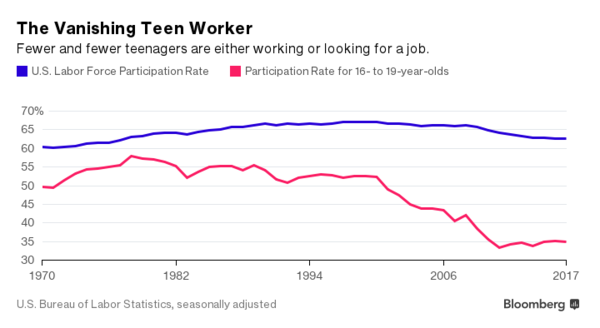 The Vanishing Teen Worker
Fewer and fewer teenagers are either working or looking for a job.
U.S. Labor Force Participation Rate
Participation Rate for 16- to 19-year-olds
70%
65
60
55
50
45
40
35
30
1970
1982
1994
2006
2017
U.S. Bureau of Labor Statistics, seasonally adjusted
Bloomberg